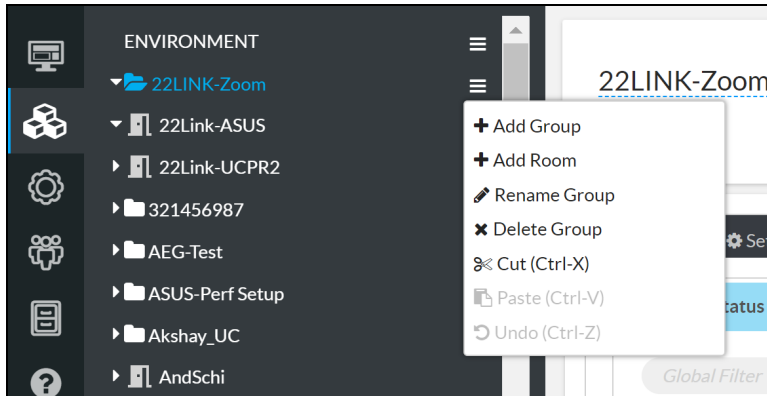 ENVIRONMENT
22LINK-Zoom
22Link-ASUS
22Link-UCPR2
321456987
AEG-Test
ASUS-Perf Setup
Akshay_UC
AndSchi
Add Group
Add Room
Rename Group
Delete Group
Cut (Ctrl-X)
Paste (Ctrl-V)
Undo (Ctrl-Z)
22LINK-Zoom
Se
tatus
Global Filter